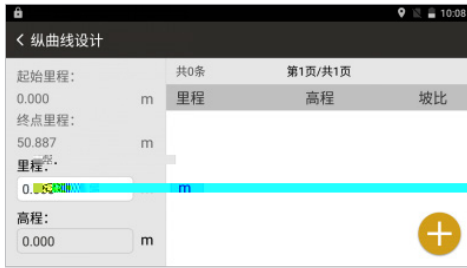 10:08
纵曲线设计
起始里程：
0.000 m
终点里程：
50.887 m
里程：
m
高程：
0.000 m
共0条 第1页/共1页
里程 高程 坡比